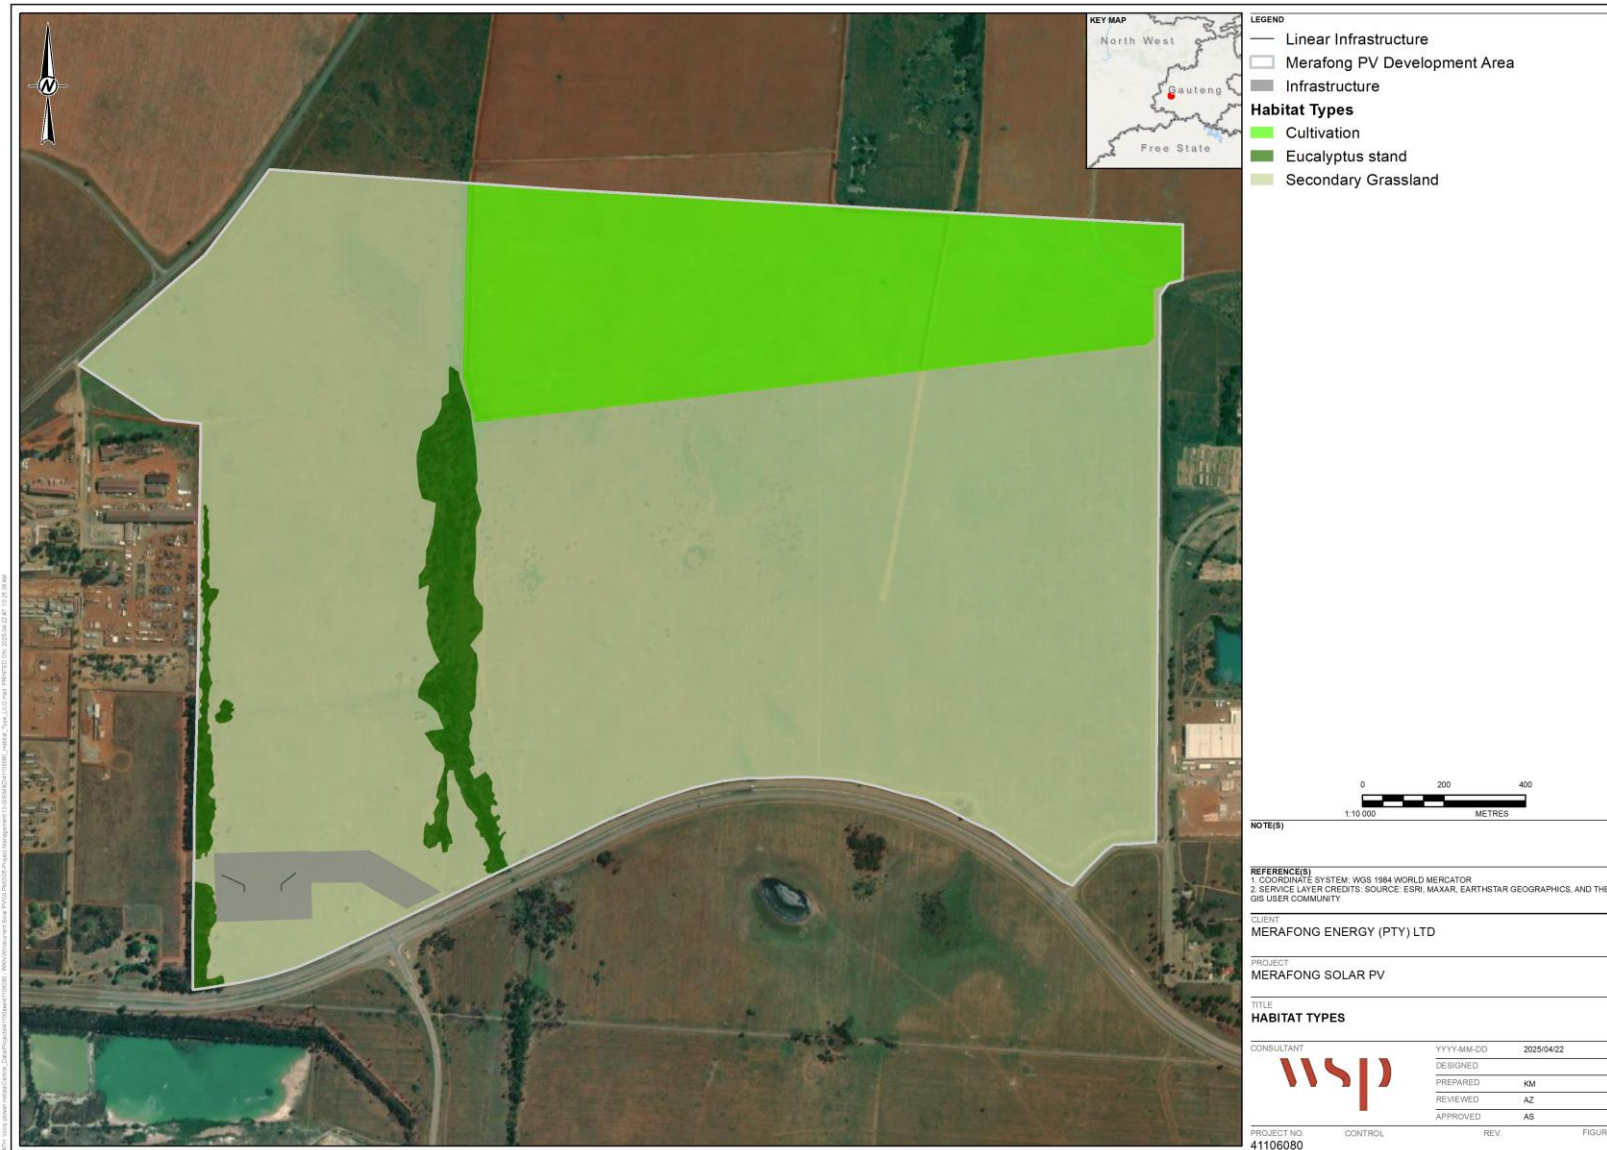 KEY MAP
North West
Gauteng
Free State
LEGEND
Linear Infrastructure
Merafong PV Development Area
Infrastructure
Habitat Types
Cultivation
Eucalyptus stand
Secondary Grassland
0 200 400
1:10 000 METRES
NOTE(S)
REFERENCE(S)
1. COORDINATE SYSTEM: WGS 1984 WORLD MERCATOR
2. SERVICE LAYER CREDITS: SOURCE: ESRI, MAXAR, EARTHSTAR GEOGRAPHICS, AND THE
GIS USER COMMUNITY
CLIENT
MERAFONG ENERGY (PTY) LTD
PROJECT
MERAFONG SOLAR PV
TITLE
HABITAT TYPES
CONSULTANT
wsp
YYYY-MM-DD 2025/04/22
DESIGNED
PREPARED KM
REVIEWED AZ
APPROVED AS
PROJECT NO. CONTROL REV. FIGUR
41106080
N